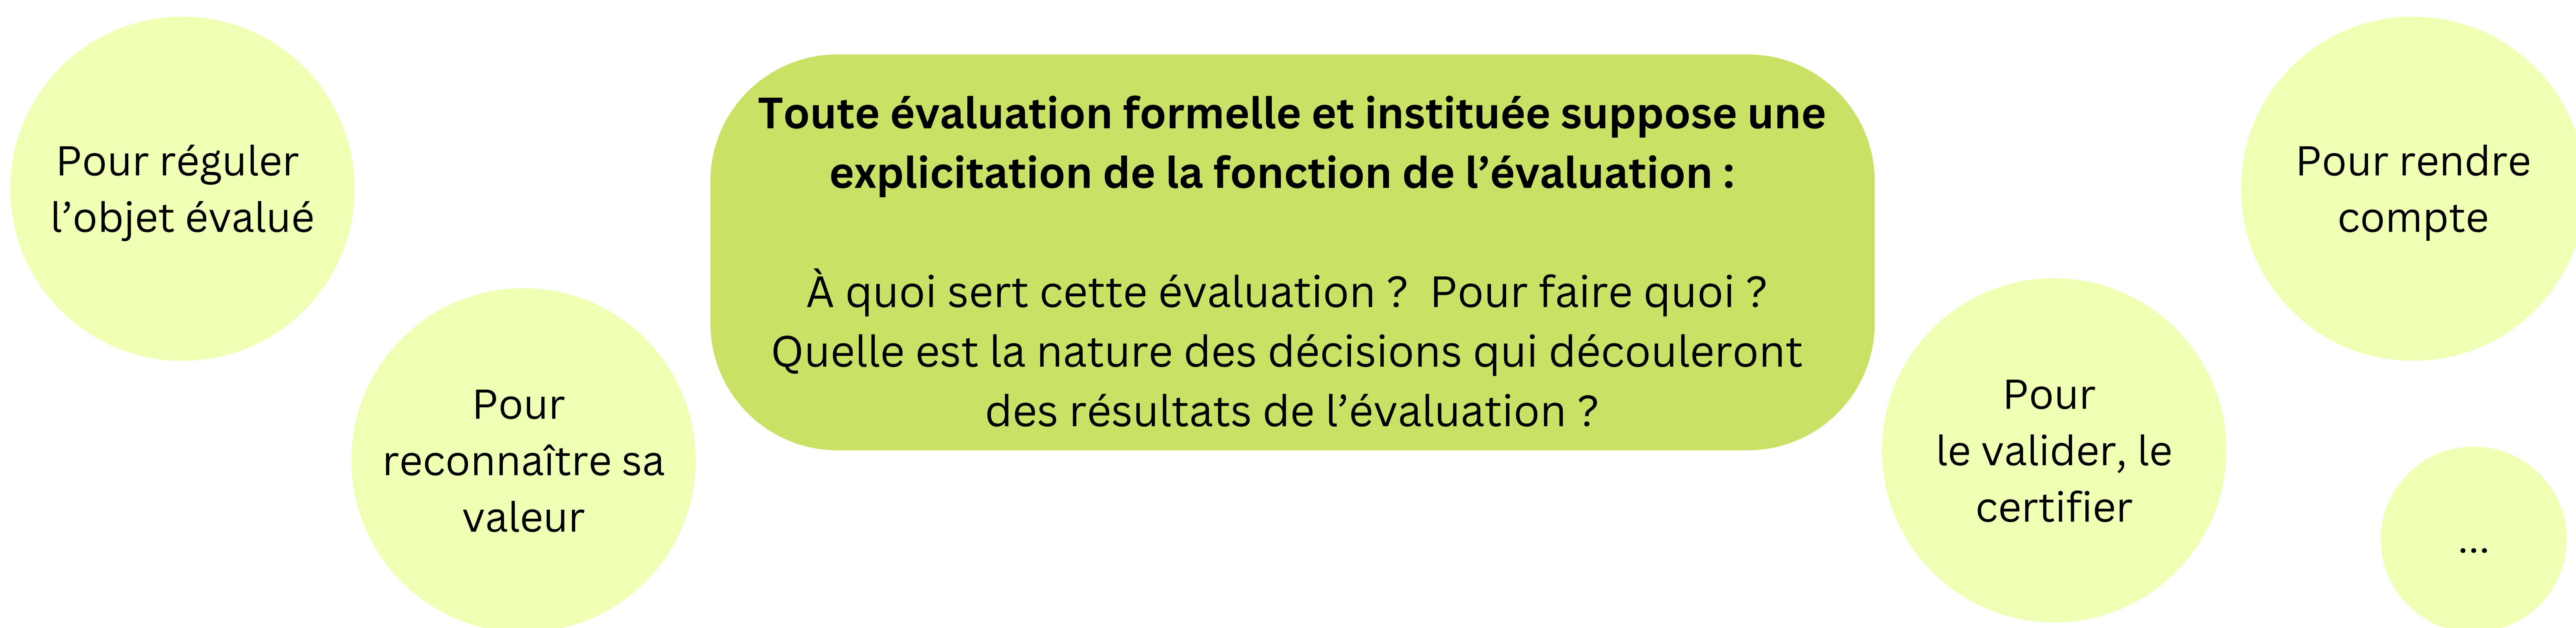 Pour réguler
l’objet évalué
Pour
reconnaître sa
valeur
Toute évaluation formelle et instituée suppose une
explicitation de la fonction de l’évaluation :
À quoi sert cette évaluation ?  Pour faire quoi ?
Quelle est la nature des décisions qui découleront
des résultats de l’évaluation ?
Pour
le valider, le
certifier
Pour rendre
compte
...